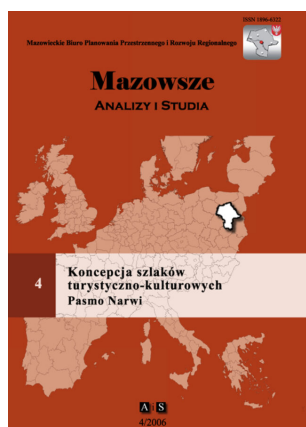 ISSN 1896-6322
Mazowieckie Biuro Planowania Przestrzennego i Rozwoju Regionalnego
Mazowsze
ANALIZY I STUDIA
4
Koncepcja szlaków
turystyczno-kulturowych
Pasmo Narwi
A i S
4/2006